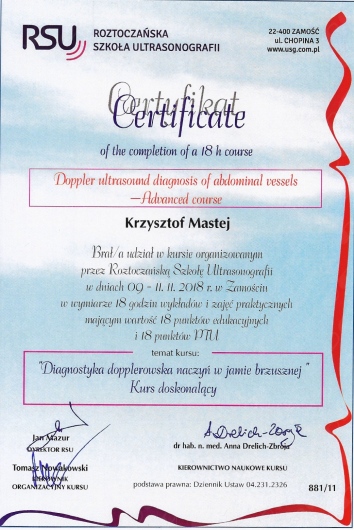 RSU
ROZTOCZAŃSKA
SZKOŁA ULTRASONOGRAFII
22-400 ZAMOŚĆ
ul. CHOPINA 3
www.usg.com.pl
Certyfikat
Certificate
of the completion of a 18 h course
Doppler ultrasound diagnosis of abdominal vessels
—Advanced course
Krzysztof Mastej
Brał/a udział w kursie organizowanym
przez Roztoczańską Szkołę Ultrasonografii
w dniach 09 - 11. 11. 2018 r. w Zamościu
w wymiarze 18 godzin wykładów i zajęć praktycznych
mającym wartość 18 punktów edukacyjnych
i 18 punktów PTU
temat kursu:
"Diagnostyka dopplerowska naczyń w jamie brzusznej "
Kurs doskonalący
Jan Mazur
DYREKTOR RSU
A Drelich-Zbroja
dr hab. n. med. Anna Drelich-Zbroja
Tomasz Nowakowski
KIEROWNIK
ORGANIZACYJNY KURSU
KIEROWNICTWO NAUKOWE KURSU
podstawa prawna: Dziennik Ustaw 04.231.2326
881/11